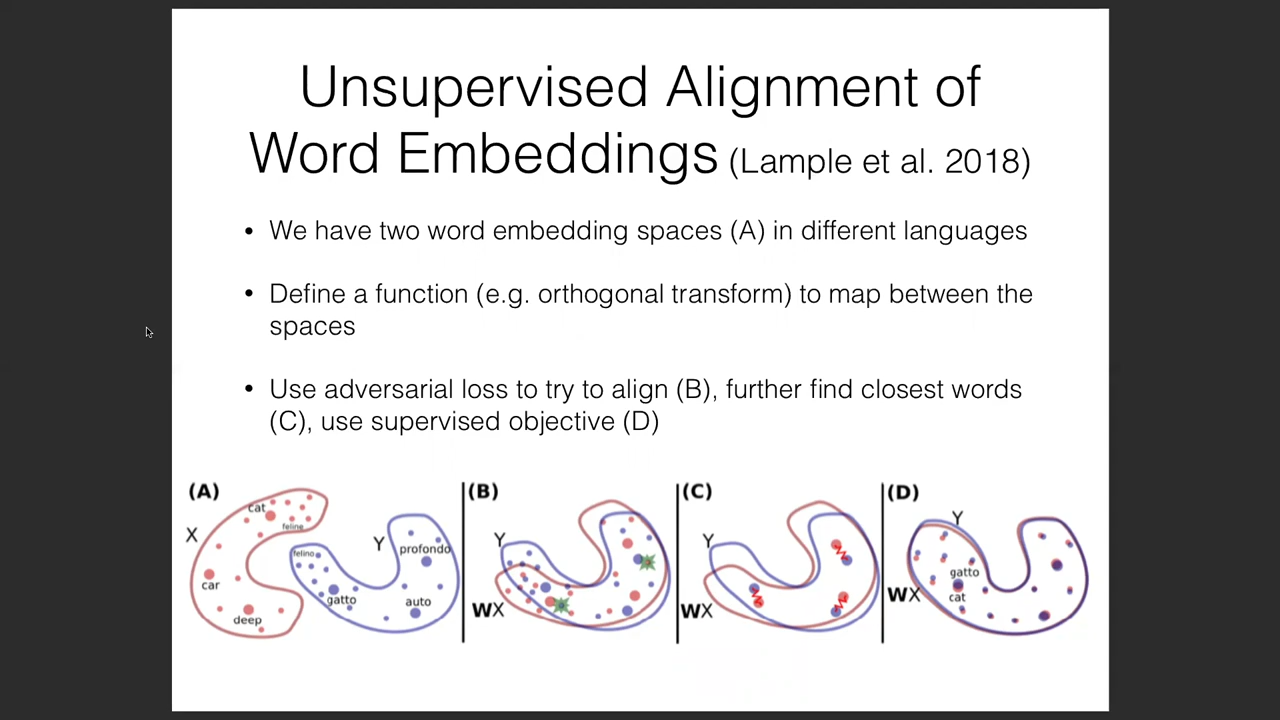 Unsupervised Alignment of
Word Embeddings (Lample et al. 2018)
• We have two word embedding spaces (A) in different languages
• Define a function (e.g. orthogonal transform) to map between the
spaces
• Use adversarial loss to try to align (B), further find closest words
(C), use supervised objective (D)
(A)
cat
feline
X
car
deep
Y
profondo
felino
gatto
auto
(B)
Y
WX
(C)
Y
WX
(D)
Y
gatto
WX
cat